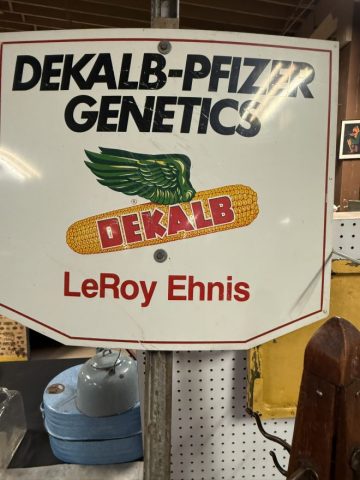 DEKALB-PFIZER
GENETICS
®
DEKALB
LeRoy Ehnis